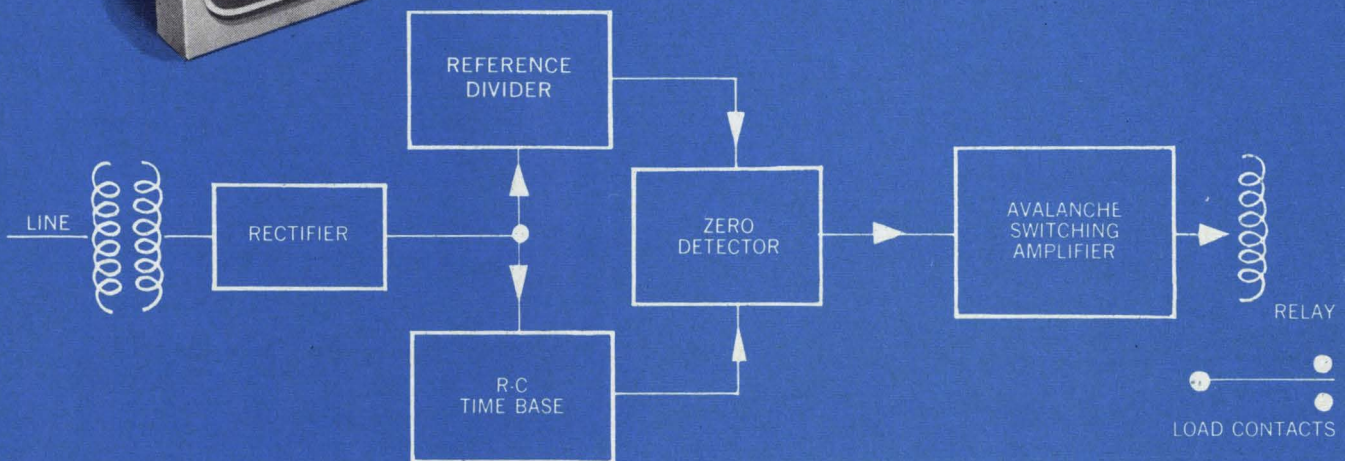 REFERENCE
DIVIDER
LINE
RECTIFIER
ZERO
DETECTOR
AVALANCHE
SWITCHING
AMPLIFIER
RELAY
R-C
TIME BASE
LOAD CONTACTS